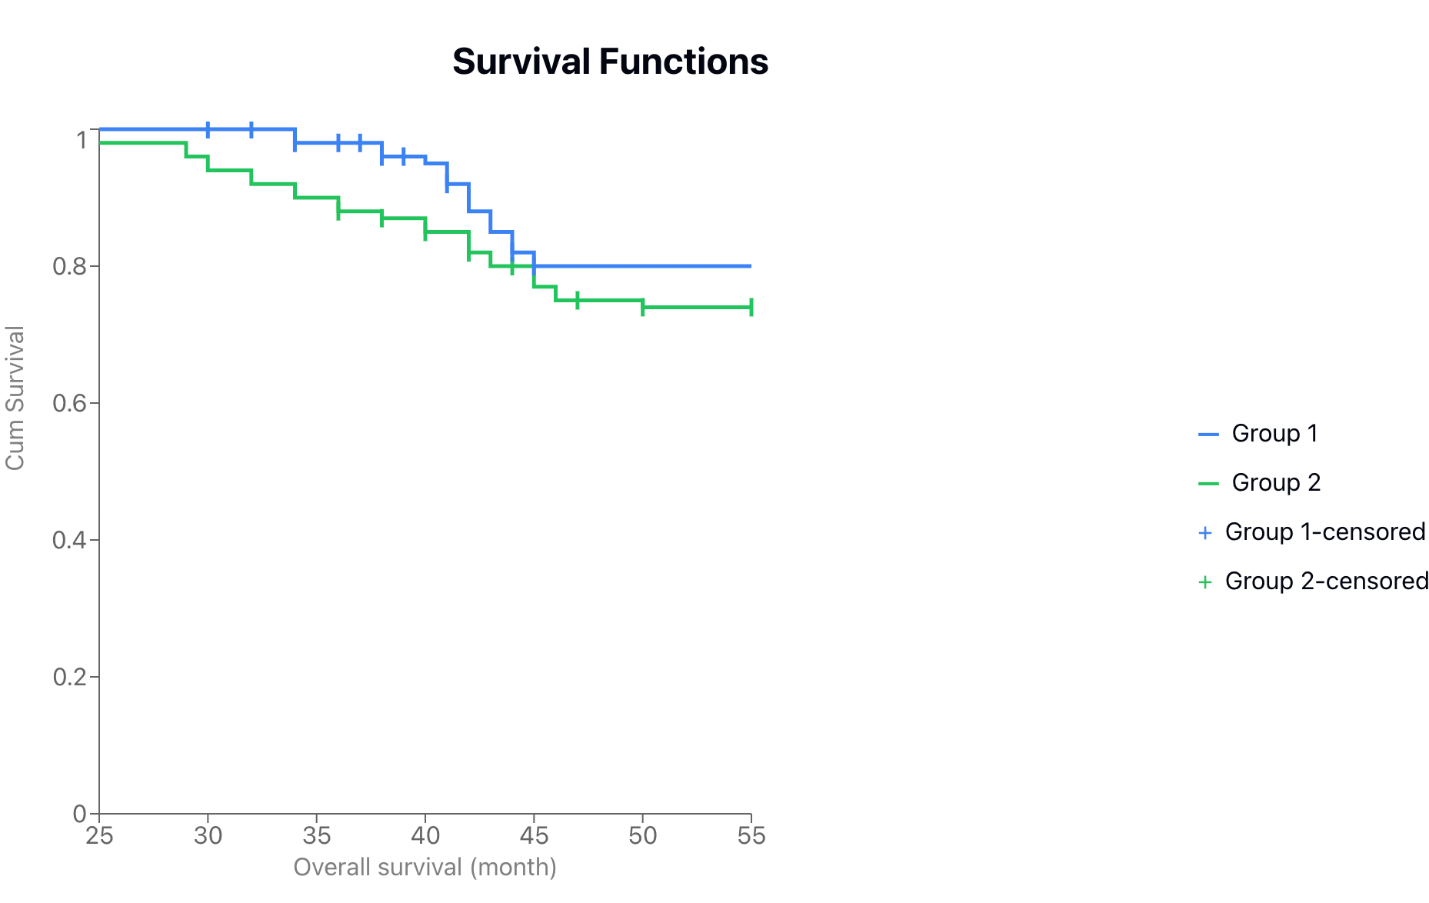 Survival Functions
1
0.8
0.6
0.4
0.2
0
Cum Survival
25 30 35 40 45 50 55
Overall survival (month)
Group 1
Group 2
Group 1-censored
Group 2-censored